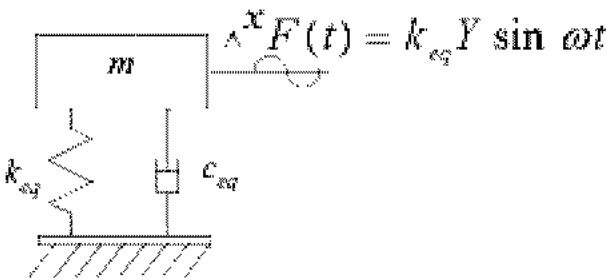 x F(t) = k_eq Y sin ωt
m
k_eq
c_eq